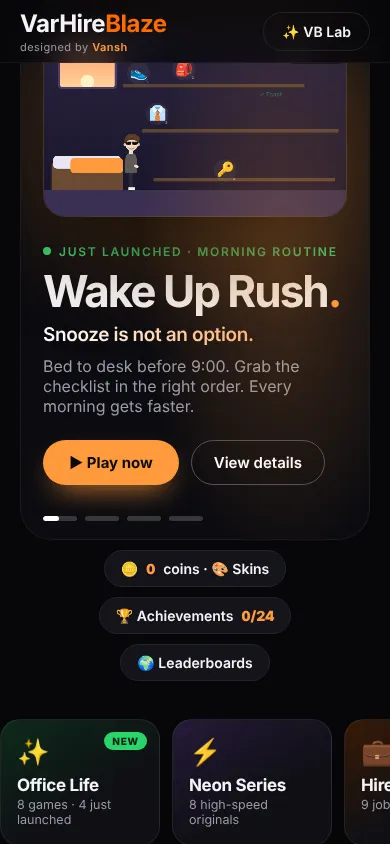 VarHireBlaze
designed by Vansh
✨ VB Lab
JUST LAUNCHED · MORNING ROUTINE
Wake Up Rush.
Snooze is not an option.
Bed to desk before 9:00. Grab the
checklist in the right order. Every
morning gets faster.
▶ Play now
View details
🪙 0 coins · 🎨 Skins
🏆 Achievements 0/24
🌍 Leaderboards
NEW
Office Life
8 games · 4 just
launched
Neon Series
8 high-speed
originals
Hire
9 job